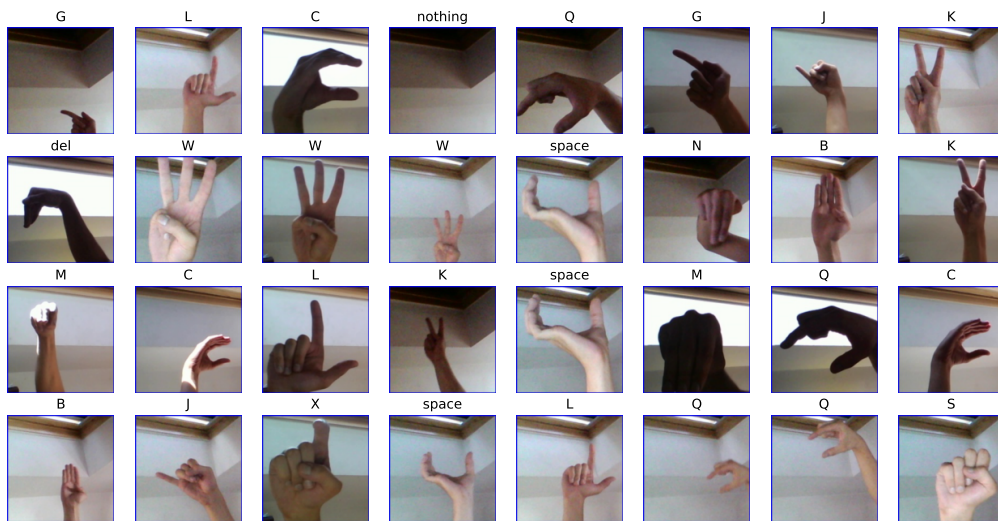 G L C nothing Q G J K
del W W W space N B K
M C L K space M Q C
B J X space L Q Q S